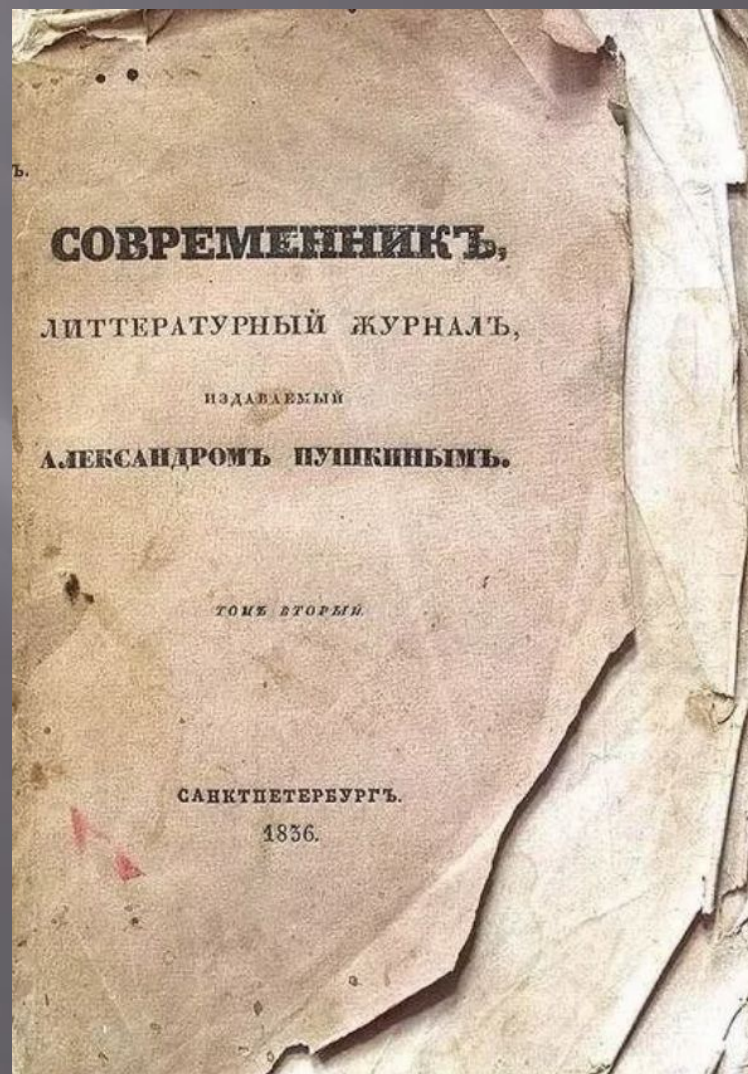 ъ.
СОВРЕМЕННИКЪ,
ЛИТТЕРАТУРНЫЙ ЖУРНАЛЪ,
ИЗДАВАЕМЫЙ
АЛЕКСАНДРОМЪ ПУШКИНЫМЪ.
ТОМЪ ВТОРЫЙ.
САНКТПЕТЕРБУРГЪ.
1836.